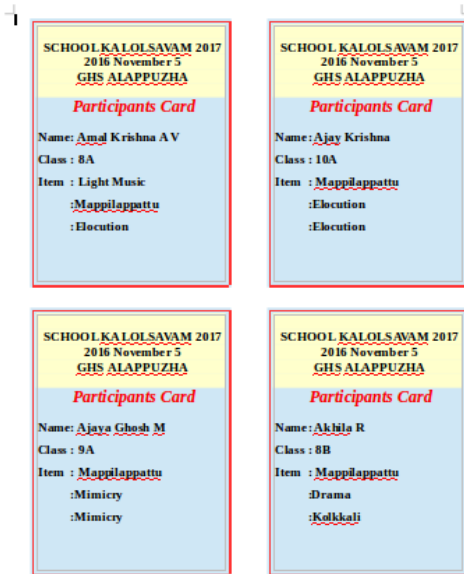 SCHOOL KALOLSAVAM 2017
2016 November 5
GHS ALAPPUZHA
Participants Card
Name: Amal Krishna A V
Class : 8A
Item : Light Music
:Mappilappattu
:Elocution
SCHOOL KALOLSAVAM 2017
2016 November 5
GHS ALAPPUZHA
Participants Card
Name: Ajay Krishna
Class : 10A
Item : Mappilappattu
:Elocution
:Elocution
SCHOOL KALOLSAVAM 2017
2016 November 5
GHS ALAPPUZHA
Participants Card
Name: Ajaya Ghosh M
Class : 9A
Item : Mappilappattu
:Mimicry
:Mimicry
SCHOOL KALOLSAVAM 2017
2016 November 5
GHS ALAPPUZHA
Participants Card
Name: Akhila R
Class : 8B
Item : Mappilappattu
:Drama
:Kolkkali